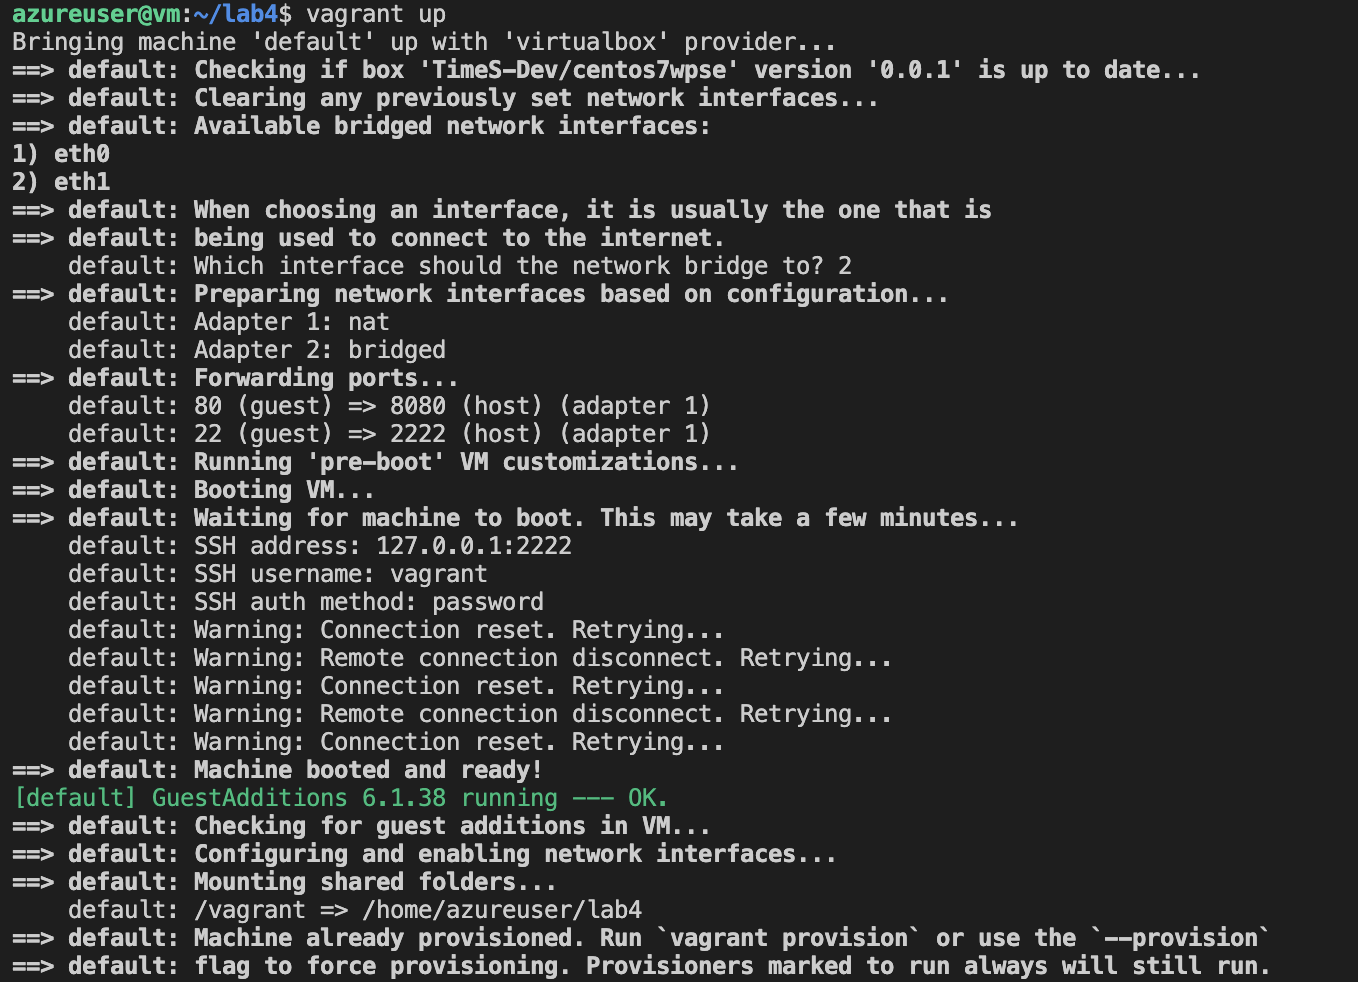 azureuser@vm:~/lab4$ vagrant up
Bringing machine 'default' up with 'virtualbox' provider...
==> default: Checking if box 'TimeS-Dev/centos7wpse' version '0.0.1' is up to date...
==> default: Clearing any previously set network interfaces...
==> default: Available bridged network interfaces:
1) eth0
2) eth1
==> default: When choosing an interface, it is usually the one that is
==> default: being used to connect to the internet.
    default: Which interface should the network bridge to? 2
==> default: Preparing network interfaces based on configuration...
    default: Adapter 1: nat
    default: Adapter 2: bridged
==> default: Forwarding ports...
    default: 80 (guest) => 8080 (host) (adapter 1)
    default: 22 (guest) => 2222 (host) (adapter 1)
==> default: Running 'pre-boot' VM customizations...
==> default: Booting VM...
==> default: Waiting for machine to boot. This may take a few minutes...
    default: SSH address: 127.0.0.1:2222
    default: SSH username: vagrant
    default: SSH auth method: password
    default: Warning: Connection reset. Retrying...
    default: Warning: Remote connection disconnect. Retrying...
    default: Warning: Connection reset. Retrying...
    default: Warning: Remote connection disconnect. Retrying...
    default: Warning: Connection reset. Retrying...
==> default: Machine booted and ready!
[default] GuestAdditions 6.1.38 running --- OK.
==> default: Checking for guest additions in VM...
==> default: Configuring and enabling network interfaces...
==> default: Mounting shared folders...
    default: /vagrant => /home/azureuser/lab4
==> default: Machine already provisioned. Run `vagrant provision` or use the `--provision`
==> default: flag to force provisioning. Provisioners marked to run always will still run.